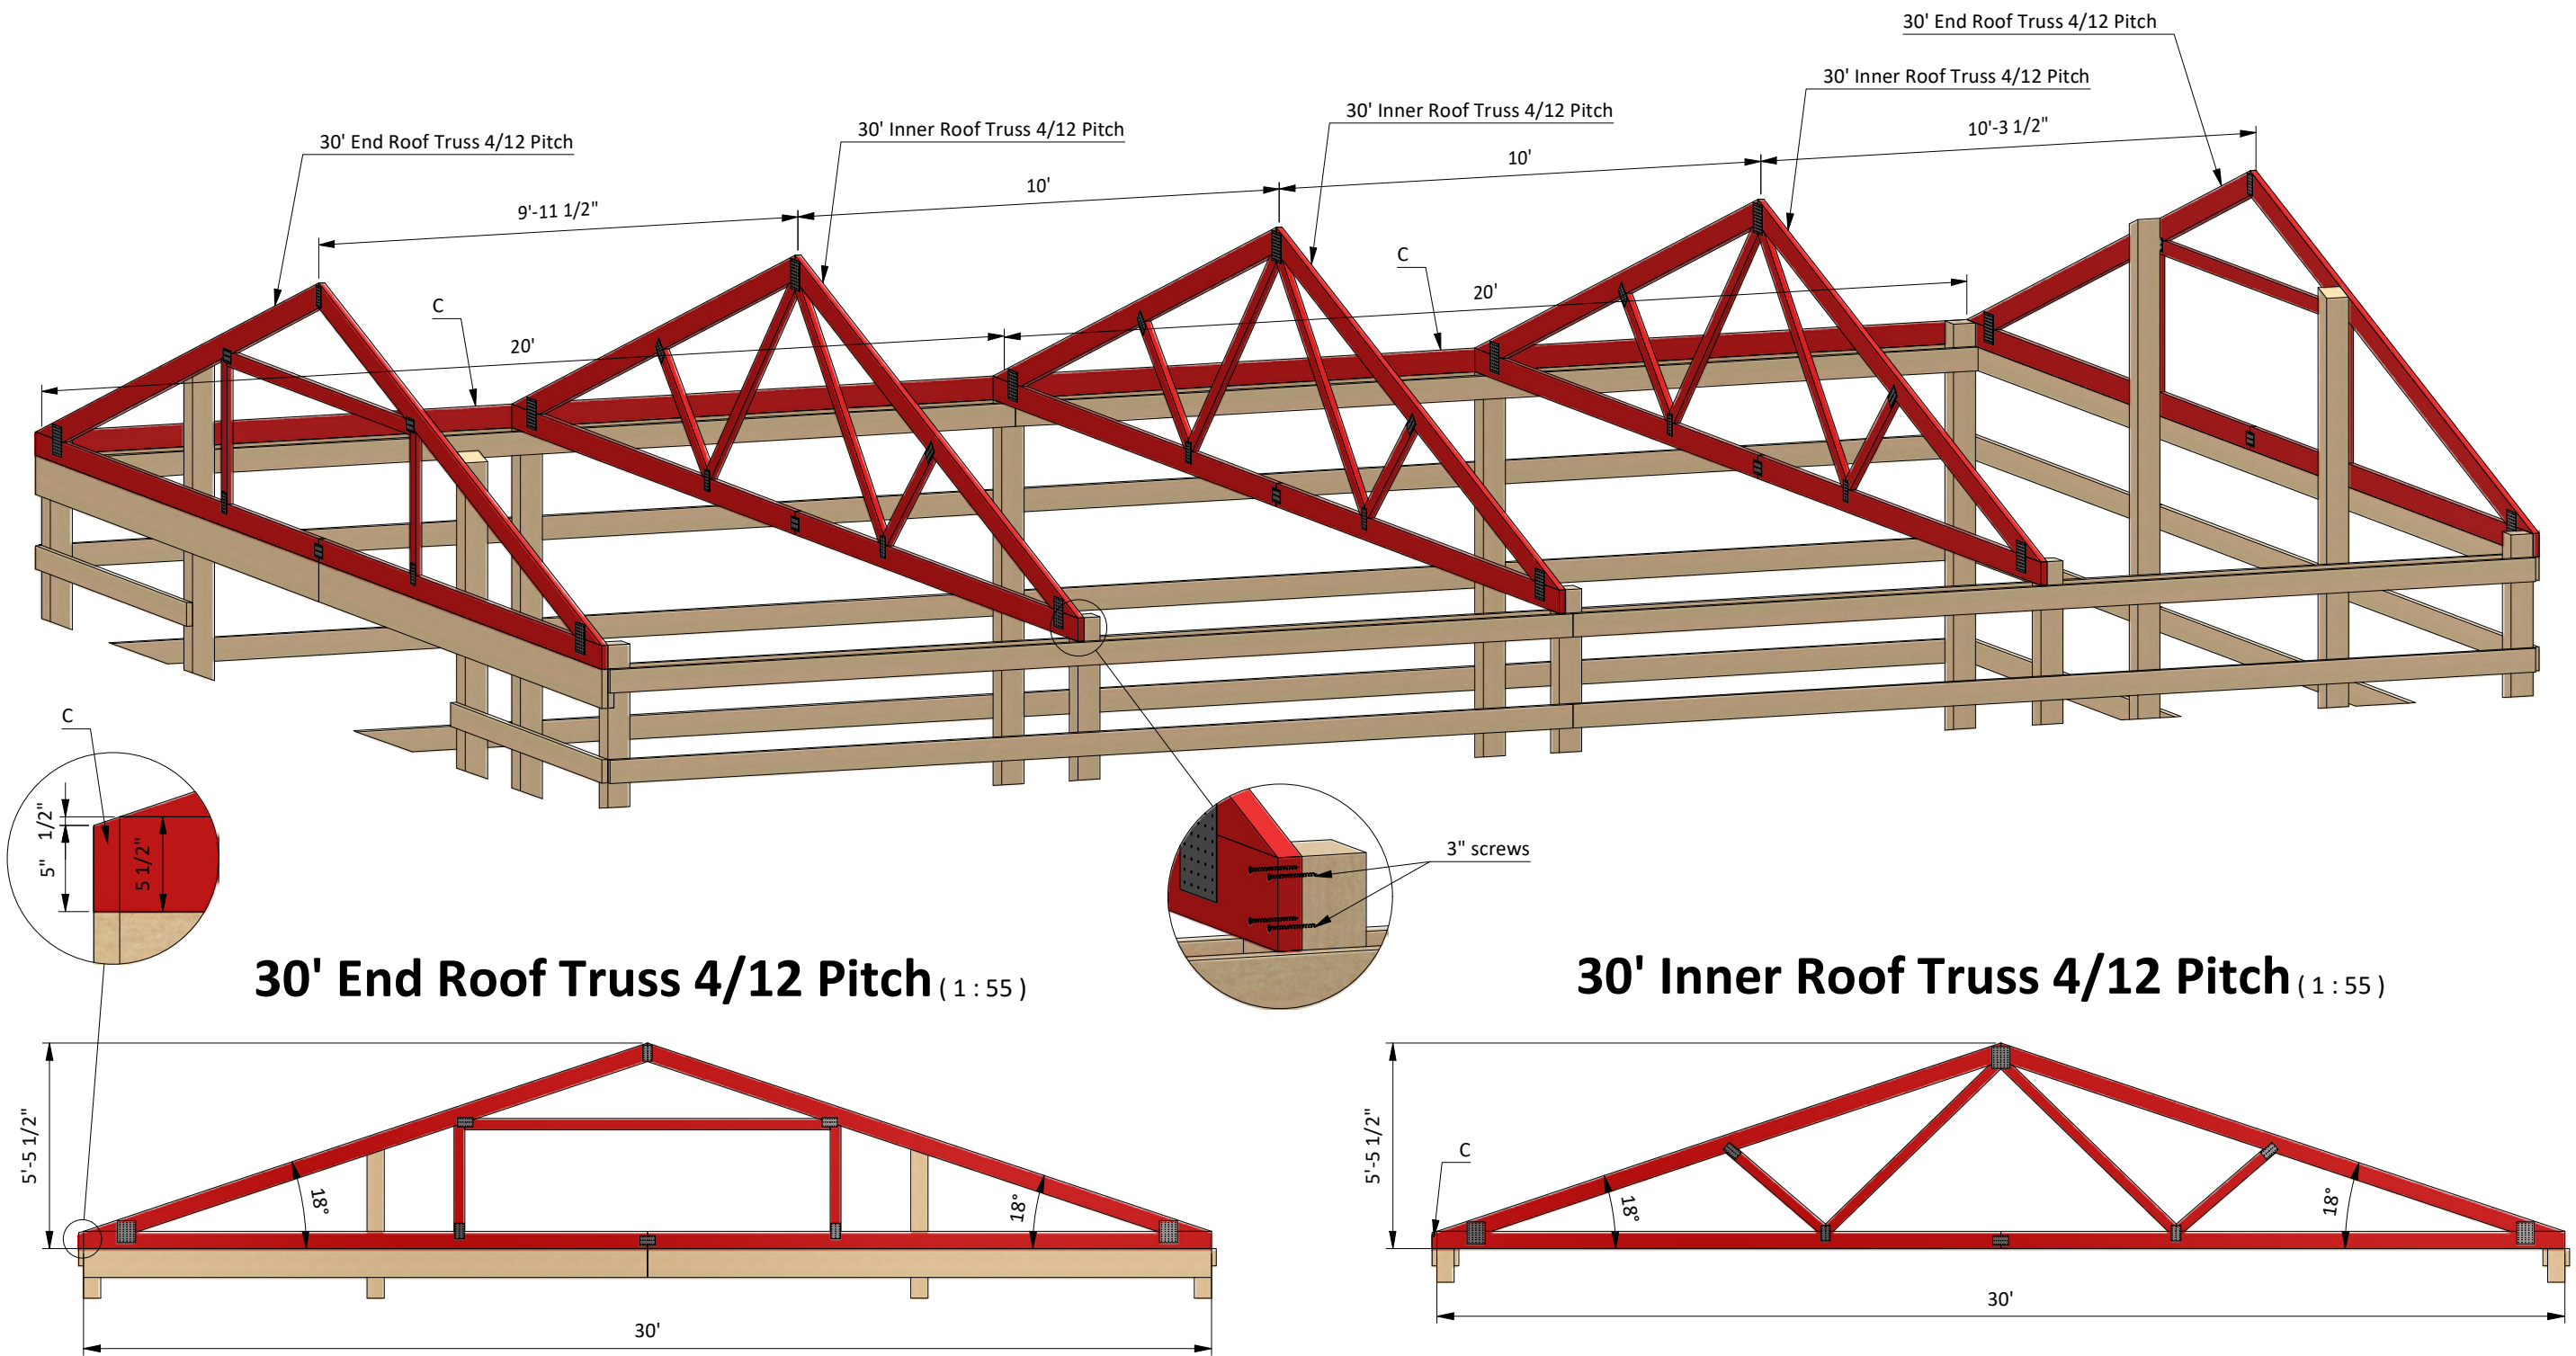 30' End Roof Truss 4/12 Pitch
30' Inner Roof Truss 4/12 Pitch
30' Inner Roof Truss 4/12 Pitch
30' Inner Roof Truss 4/12 Pitch
30' End Roof Truss 4/12 Pitch
9'-11 1/2"
10'
10'
10'-3 1/2"
C
C
20'
20'
C
1/2"
5"
5 1/2"
3" screws
30' End Roof Truss 4/12 Pitch ( 1 : 55 )
30' Inner Roof Truss 4/12 Pitch ( 1 : 55 )
5'-5 1/2"
18°
18°
30'
5'-5 1/2"
C
18°
18°
30'